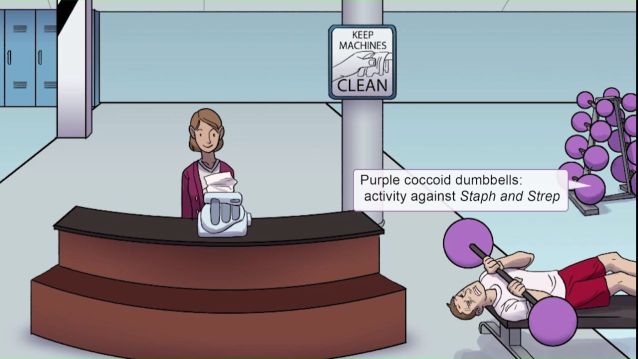 KEEP
MACHINES
CLEAN
Purple coccoid dumbbells:
activity against Staph and Strep